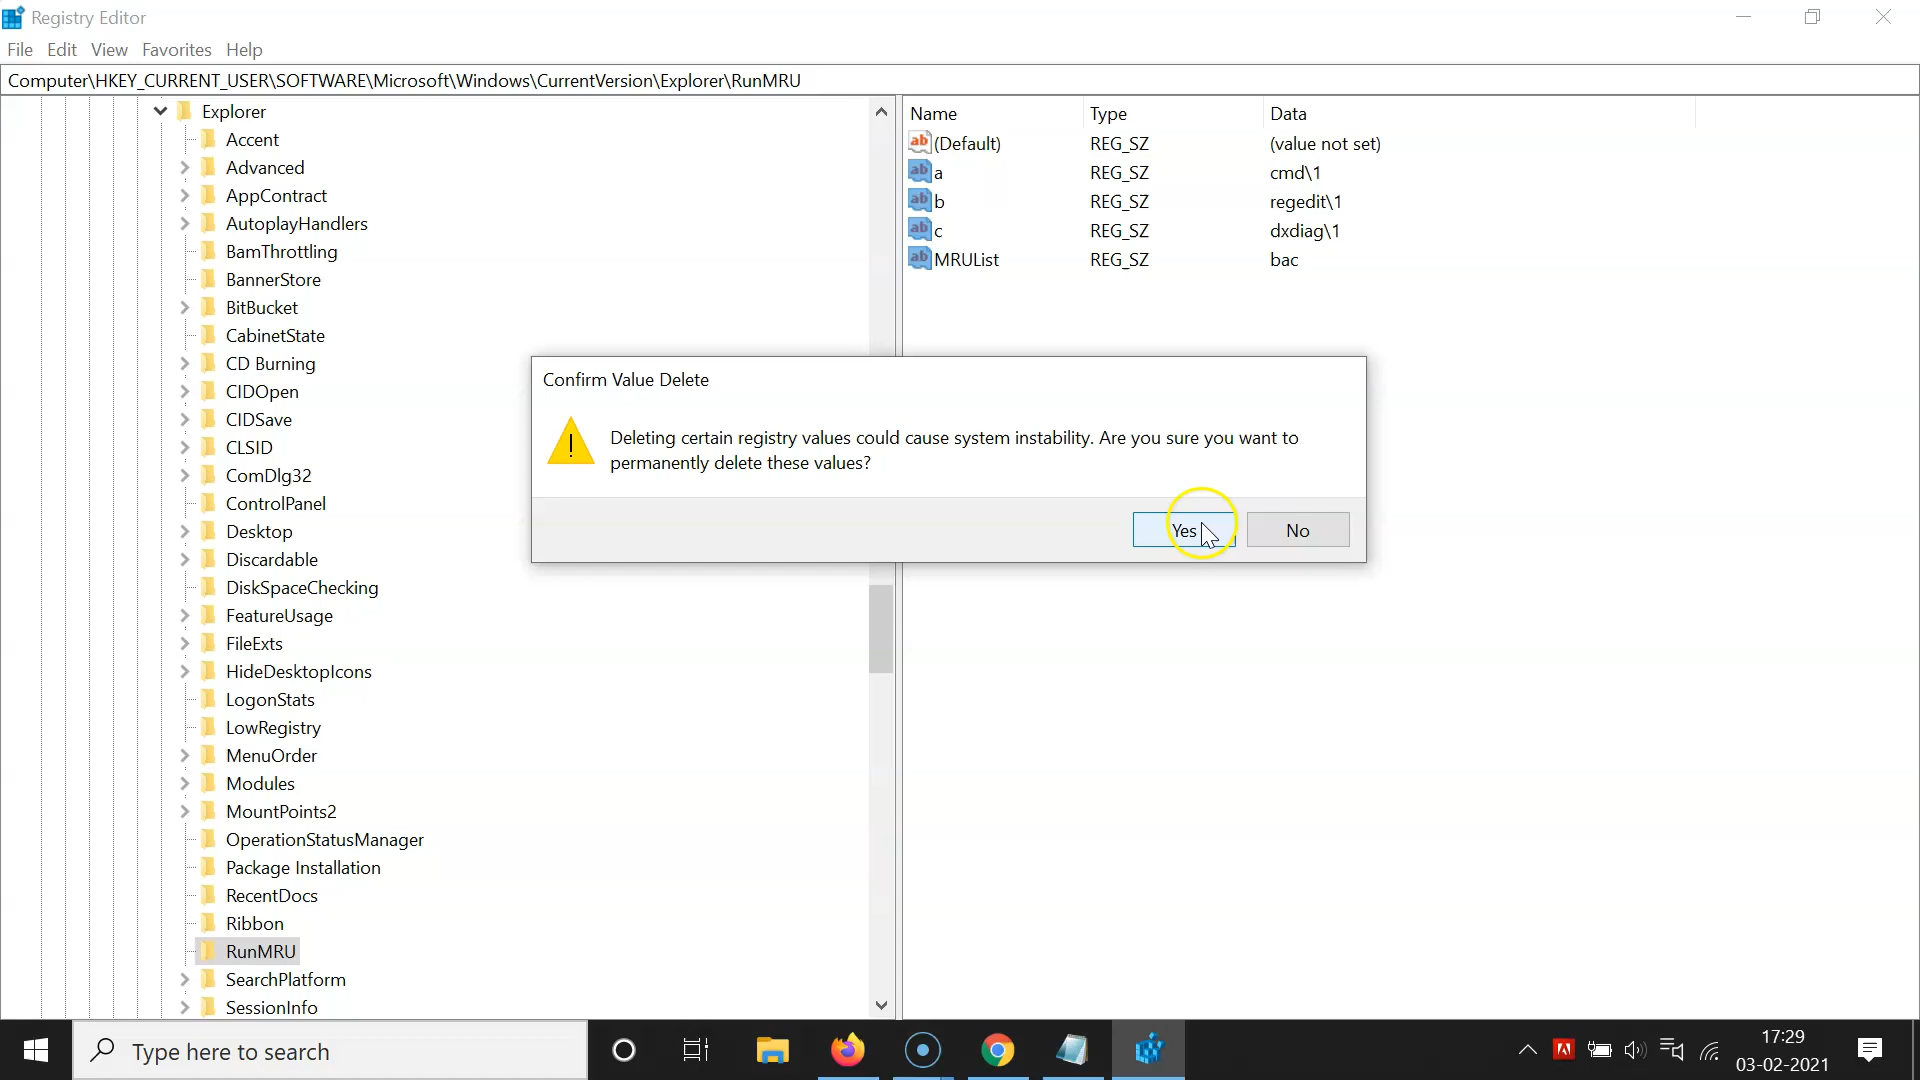 Registry Editor
File Edit View Favorites Help
Computer\HKEY_CURRENT_USER\SOFTWARE\Microsoft\Windows\CurrentVersion\Explorer\RunMRU
Explorer
Accent
Advanced
AppContract
AutoplayHandlers
BamThrottling
BannerStore
BitBucket
CabinetState
CD Burning
CIDOpen
CIDSave
CLSID
ComDlg32
ControlPanel
Desktop
Discardable
DiskSpaceChecking
FeatureUsage
FileExts
HideDesktopIcons
LogonStats
LowRegistry
MenuOrder
Modules
MountPoints2
OperationStatusManager
Package Installation
RecentDocs
Ribbon
RunMRU
SearchPlatform
SessionInfo
Name Type Data
ab (Default) REG_SZ (value not set)
ab a REG_SZ cmd\1
ab b REG_SZ regedit\1
ab c REG_SZ dxdiag\1
ab MRUList REG_SZ bac
Confirm Value Delete
Deleting certain registry values could cause system instability. Are you sure you want to
permanently delete these values?
Yes No
Type here to search
17:29
03-02-2021